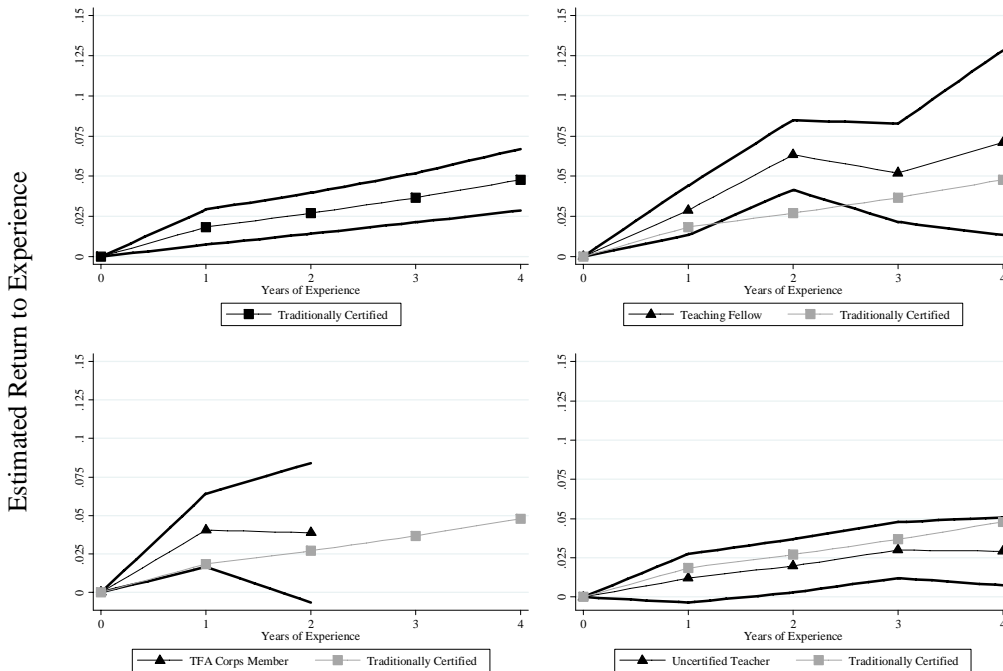 Estimated Return to Experience
.15
.125
.1
.075
.05
.025
0
0 1 2 3 4
Years of Experience
Traditionally Certified
.15
.125
.1
.075
.05
.025
0
0 1 2 3 4
Years of Experience
Teaching Fellow Traditionally Certified
.15
.125
.1
.075
.05
.025
0
0 1 2 3 4
Years of Experience
TFA Corps Member Traditionally Certified
.15
.125
.1
.075
.05
.025
0
0 1 2 3 4
Years of Experience
Uncertified Teacher Traditionally Certified